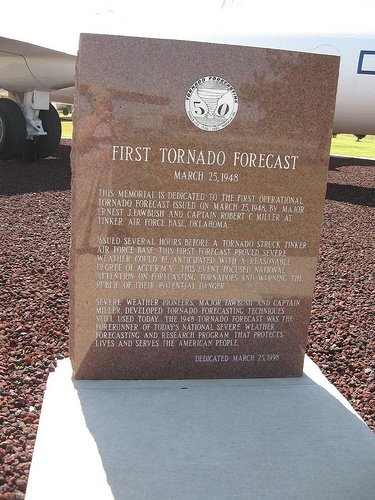 TORNADO FORECASTING
50
FIRST TORNADO FORECAST
MARCH 25, 1948
THIS MEMORIAL IS DEDICATED TO THE FIRST OPERATIONAL
TORNADO FORECAST ISSUED ON MARCH 25, 1948, BY MAJOR
ERNEST J. FAWBUSH AND CAPTAIN ROBERT C. MILLER AT
TINKER AIR FORCE BASE, OKLAHOMA.
ISSUED SEVERAL HOURS BEFORE A TORNADO STRUCK TINKER
AIR FORCE BASE, THIS FIRST FORECAST PROVED SEVERE
WEATHER COULD BE ANTICIPATED WITH A REASONABLE
DEGREE OF ACCURACY. THIS EVENT FOCUSED NATIONAL
ATTENTION ON FORECASTING TORNADOES AND WARNING THE
PUBLIC OF THEIR POTENTIAL DANGER.
SEVERE WEATHER PIONEERS, MAJOR FAWBUSH AND CAPTAIN
MILLER, DEVELOPED TORNADO FORECASTING TECHNIQUES
STILL USED TODAY. THE 1948 TORNADO FORECAST WAS THE
FORERUNNER OF TODAY'S NATIONAL SEVERE WEATHER
FORECASTING AND RESEARCH PROGRAM THAT PROTECTS
LIVES AND SERVES THE AMERICAN PEOPLE.
DEDICATED MARCH 25, 1998